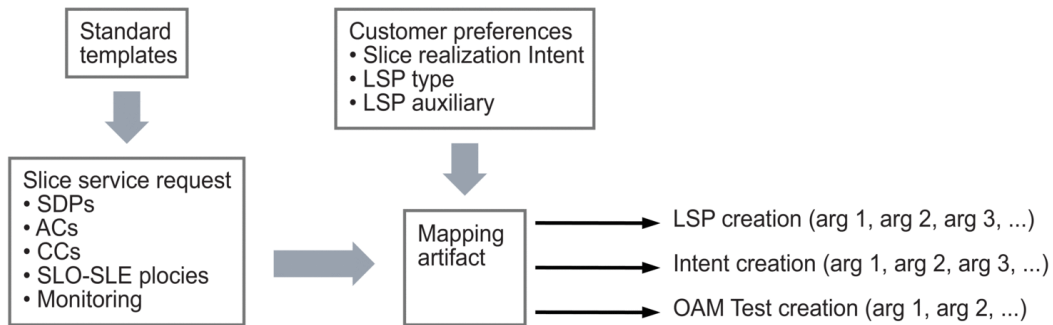 Standard
templates
Customer preferences
• Slice realization Intent
• LSP type
• LSP auxiliary
Slice service request
• SDPs
• ACs
• CCs
• SLO-SLE plocies
• Monitoring
Mapping
artifact
LSP creation (arg 1, arg 2, arg 3, ...)
Intent creation (arg 1, arg 2, arg 3, ...)
OAM Test creation (arg 1, arg 2, ...)